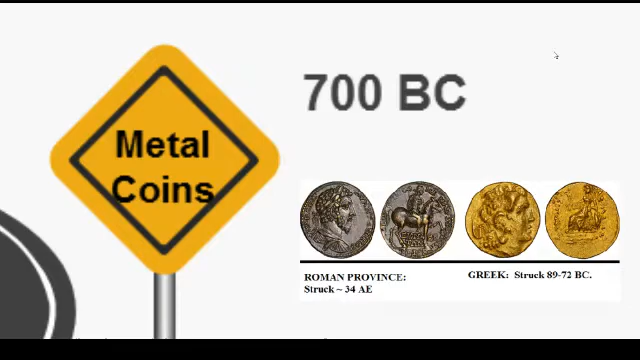 700 BC
Metal
Coins
ROMAN PROVINCE:
Struck ~ 34 AE
GREEK: Struck 89-72 BC.